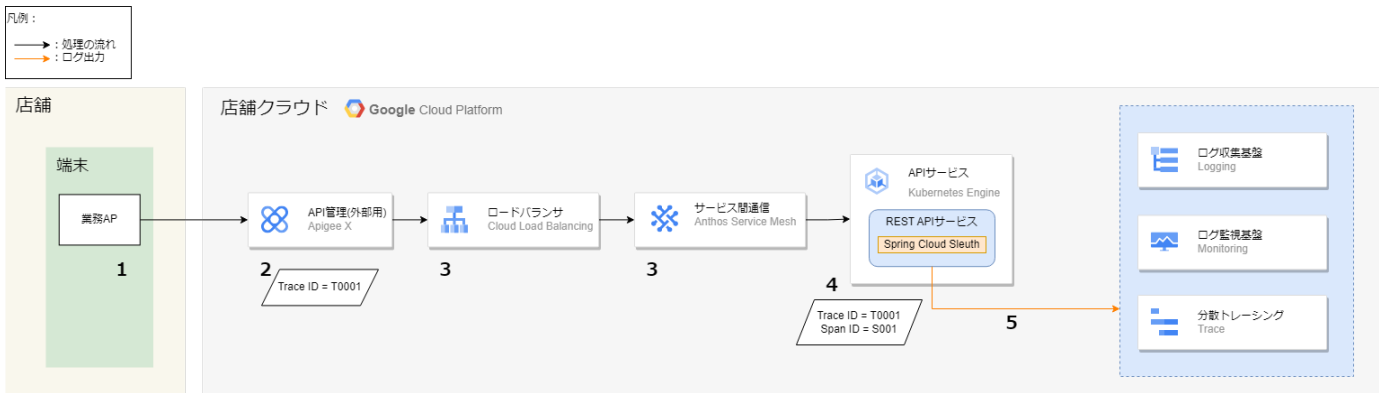 凡例：
：処理の流れ
：ログ出力
店舗
店舗クラウド
Google Cloud Platform
端末
業務AP
1
API管理(外部用)
Apigee X
2
Trace ID = T0001
ロードバランサ
Cloud Load Balancing
3
サービス間通信
Anthos Service Mesh
3
APIサービス
Kubernetes Engine
REST APIサービス
Spring Cloud Sleuth
4
Trace ID = T0001
Span ID = S001
5
ログ収集基盤
Logging
ログ監視基盤
Monitoring
分散トレーシング
Trace